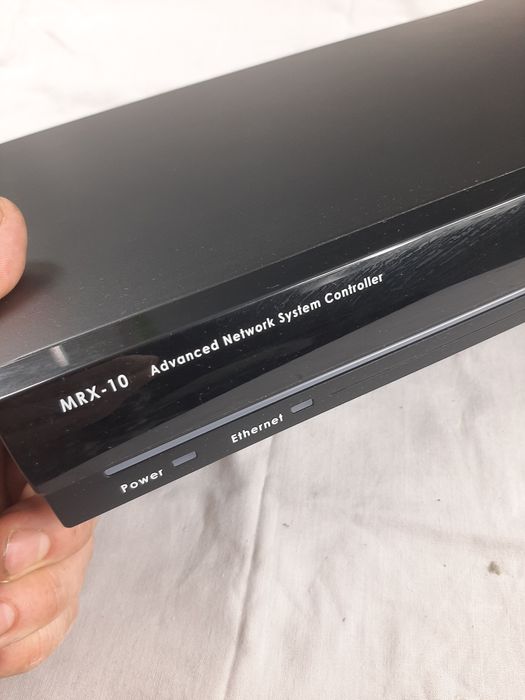 MRX-10 Advanced Network System Controller
Power Ethernet